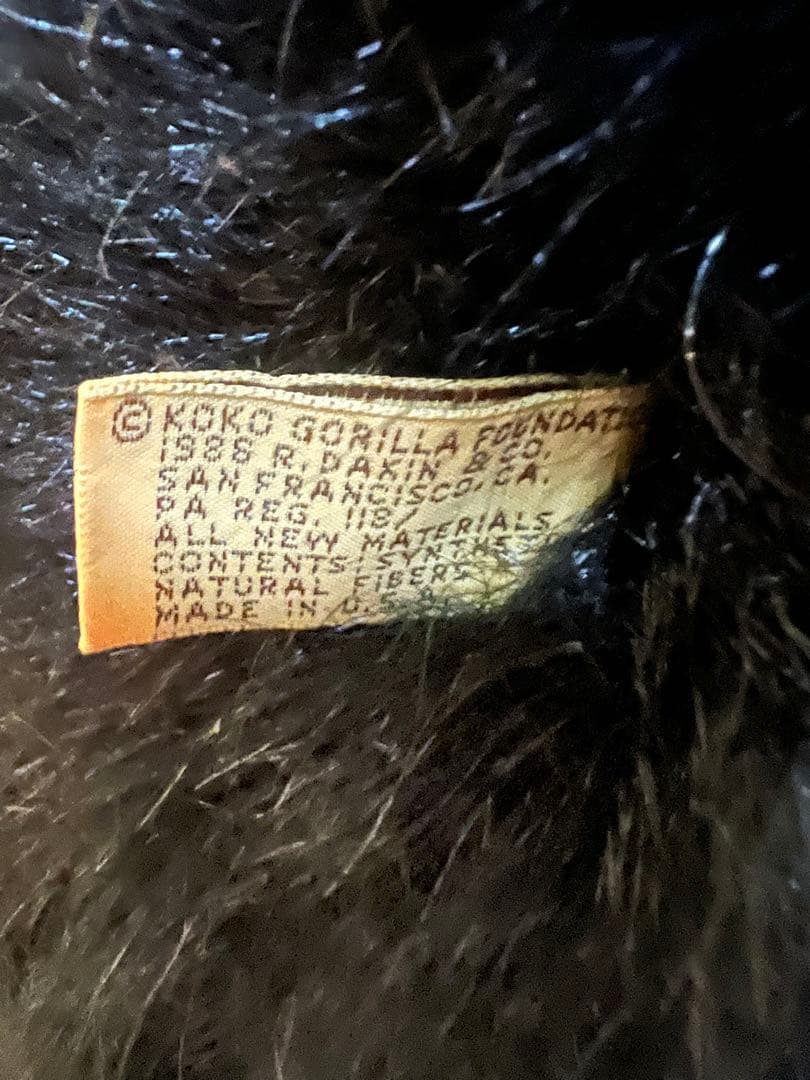 © KOKO GORILLA FOUNDATIO
1988 R. DAKIN & CO.
SAN FRANCISCO, CA.
PA. REG. 118
ALL NEW MATERIALS
CONTENTS:
NATURAL FIBERS
MADE IN U.S.